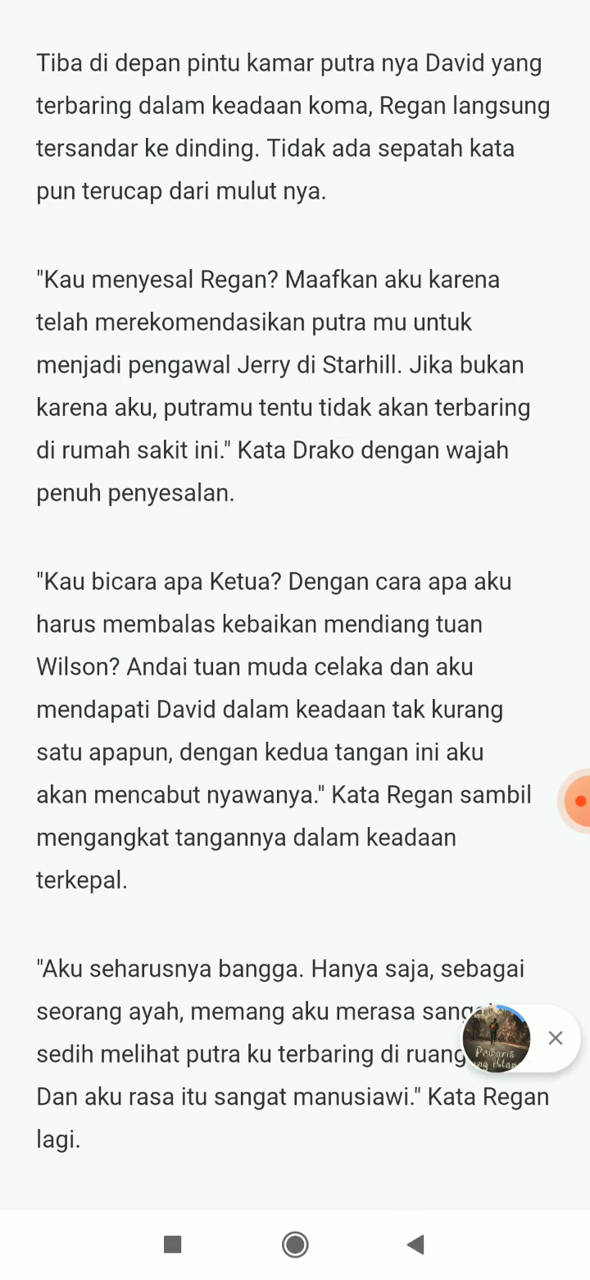 Tiba di depan pintu kamar putra nya David yang
terbaring dalam keadaan koma, Regan langsung
tersandar ke dinding. Tidak ada sepatah kata
pun terucap dari mulut nya.
"Kau menyesal Regan? Maafkan aku karena
telah merekomendasikan putra mu untuk
menjadi pengawal Jerry di Starhill. Jika bukan
karena aku, putramu tentu tidak akan terbaring
di rumah sakit ini." Kata Drako dengan wajah
penuh penyesalan.
"Kau bicara apa Ketua? Dengan cara apa aku
harus membalas kebaikan mendiang tuan
Wilson? Andai tuan muda celaka dan aku
mendapati David dalam keadaan tak kurang
satu apapun, dengan kedua tangan ini aku
akan mencabut nyawanya." Kata Regan sambil
mengangkat tangannya dalam keadaan
terkepal.
"Aku seharusnya bangga. Hanya saja, sebagai
seorang ayah, memang aku merasa
sedih melihat putra ku terbaring di ruang
Dan aku rasa itu sangat manusiawi." Kata Regan
lagi.
Pewaris